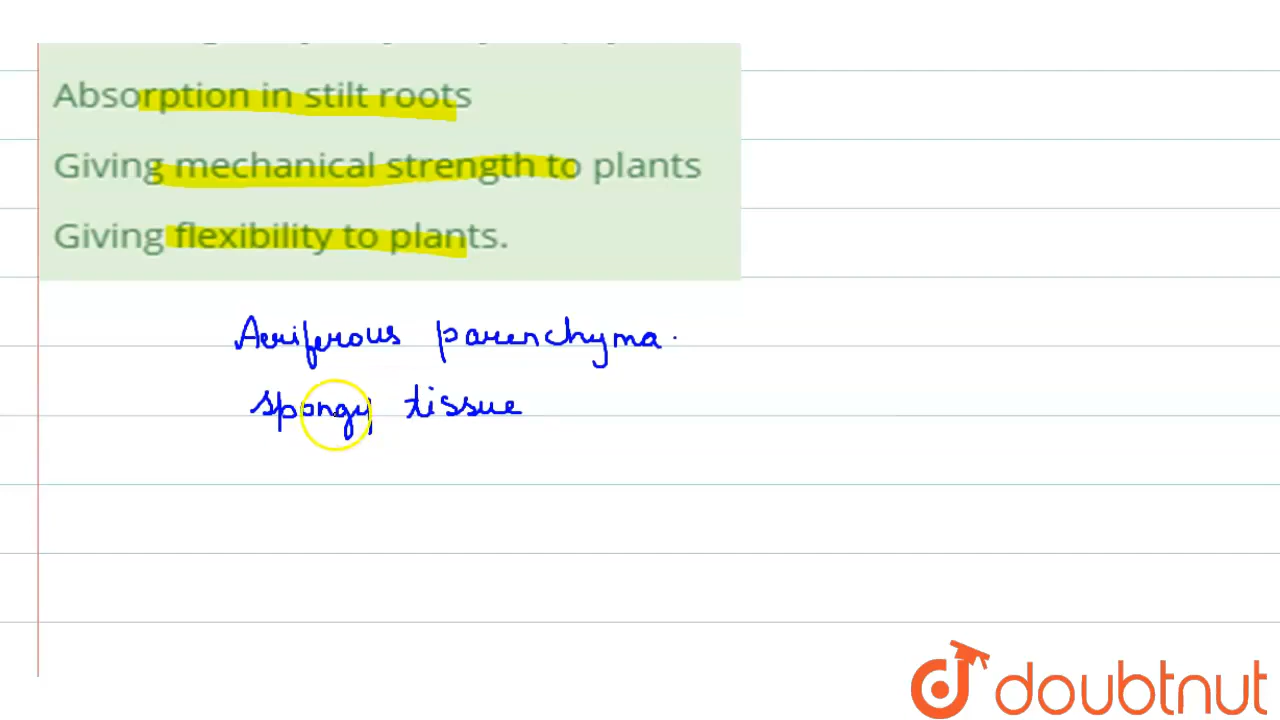 Absorption in stilt roots
Giving mechanical strength to plants
Giving flexibility to plants.
Aeriferous parenchyma.
spongy tissue
doubtnut